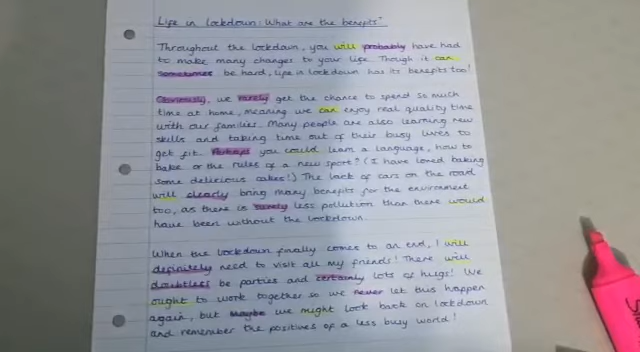 Life in lockdown: What are the benefits?
Throughout the lockdown, you will probably have had
to make many changes to your life. Though it can
sometimes be hard, life in lockdown has its benefits too!
Obviously, we rarely get the chance to spend so much
time at home, meaning we can enjoy real quality time
with our families. Many people are also learning new
skills and taking time out of their busy lives to
get fit. Perhaps you could learn a language, how to
bake or the rules of a new sport? (I have loved baking
some delicious cakes!) The lack of cars on the road
will clearly bring many benefits for the environment
too, as there is less pollution than there would
have been without the lockdown.
When the lockdown finally comes to an end, I will
definitely need to visit all my friends! There will
doubtless be parties and certainly lots of hugs! We
ought to work together so we never let this happen
again, but maybe we might look back on lockdown
and remember the positives of a less busy world!